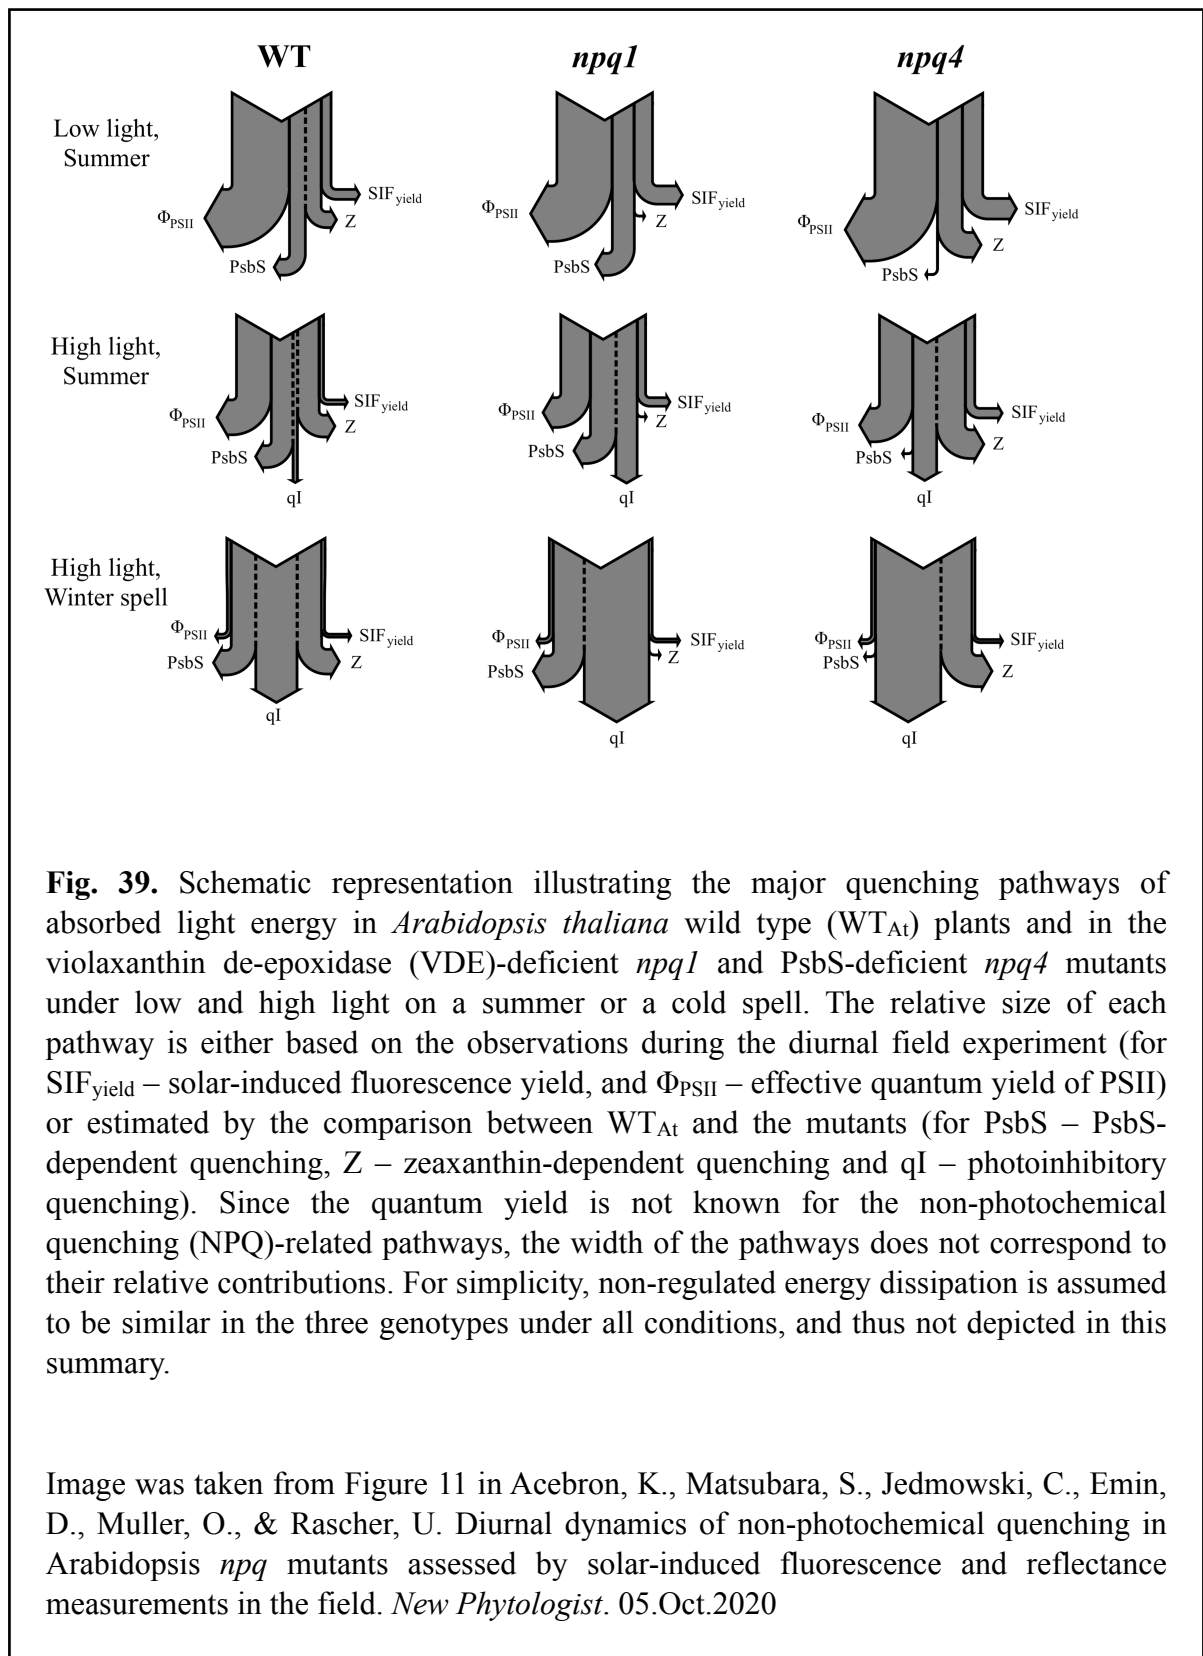 WT npq1 npq4
Low light,
Summer
ΦPSII PsbS Z SIFyield
ΦPSII PsbS Z SIFyield
ΦPSII PsbS Z SIFyield
High light,
Summer
ΦPSII PsbS qI Z SIFyield
ΦPSII PsbS qI Z SIFyield
ΦPSII PsbS qI Z SIFyield
High light,
Winter spell
ΦPSII PsbS qI Z SIFyield
ΦPSII PsbS qI Z SIFyield
ΦPSII PsbS qI Z SIFyield
Fig. 39. Schematic representation illustrating the major quenching pathways of
absorbed light energy in Arabidopsis thaliana wild type (WTAt) plants and in the
violaxanthin de-epoxidase (VDE)-deficient npq1 and PsbS-deficient npq4 mutants
under low and high light on a summer or a cold spell. The relative size of each
pathway is either based on the observations during the diurnal field experiment (for
SIFyield – solar-induced fluorescence yield, and ΦPSII – effective quantum yield of PSII)
or estimated by the comparison between WTAt and the mutants (for PsbS – PsbS-
dependent quenching, Z – zeaxanthin-dependent quenching and qI – photoinhibitory
quenching). Since the quantum yield is not known for the non-photochemical
quenching (NPQ)-related pathways, the width of the pathways does not correspond to
their relative contributions. For simplicity, non-regulated energy dissipation is assumed
to be similar in the three genotypes under all conditions, and thus not depicted in this
summary.
Image was taken from Figure 11 in Acebron, K., Matsubara, S., Jedmowski, C., Emin,
D., Muller, O., & Rascher, U. Diurnal dynamics of non-photochemical quenching in
Arabidopsis npq mutants assessed by solar-induced fluorescence and reflectance
measurements in the field. New Phytologist. 05.Oct.2020